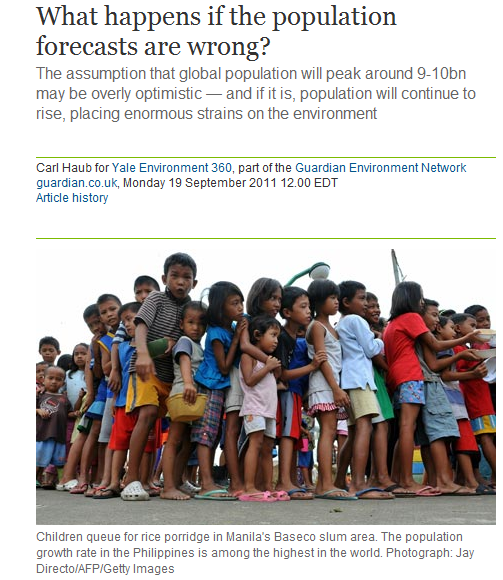 What happens if the population
forecasts are wrong?
The assumption that global population will peak around 9-10bn
may be overly optimistic — and if it is, population will continue to
rise, placing enormous strains on the environment
Carl Haub for Yale Environment 360, part of the Guardian Environment Network
guardian.co.uk, Monday 19 September 2011 12.00 EDT
Article history
Children queue for rice porridge in Manila's Baseco slum area. The population
growth rate in the Philippines is among the highest in the world. Photograph: Jay
Directo/AFP/Getty Images